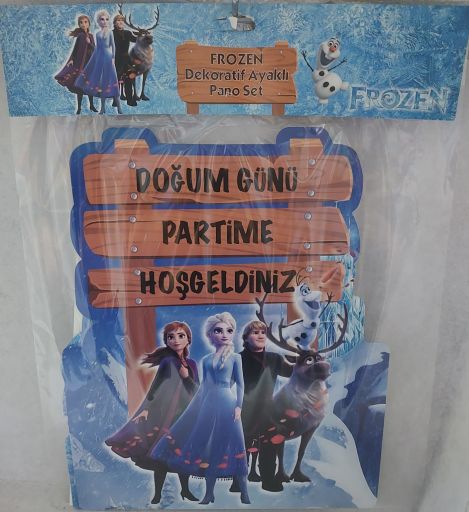 FROZEN
Dekoratif Ayaklı
Pano Set
FROZEN
DOĞUM GÜNÜ
PARTİME
HOŞGELDİNİZ